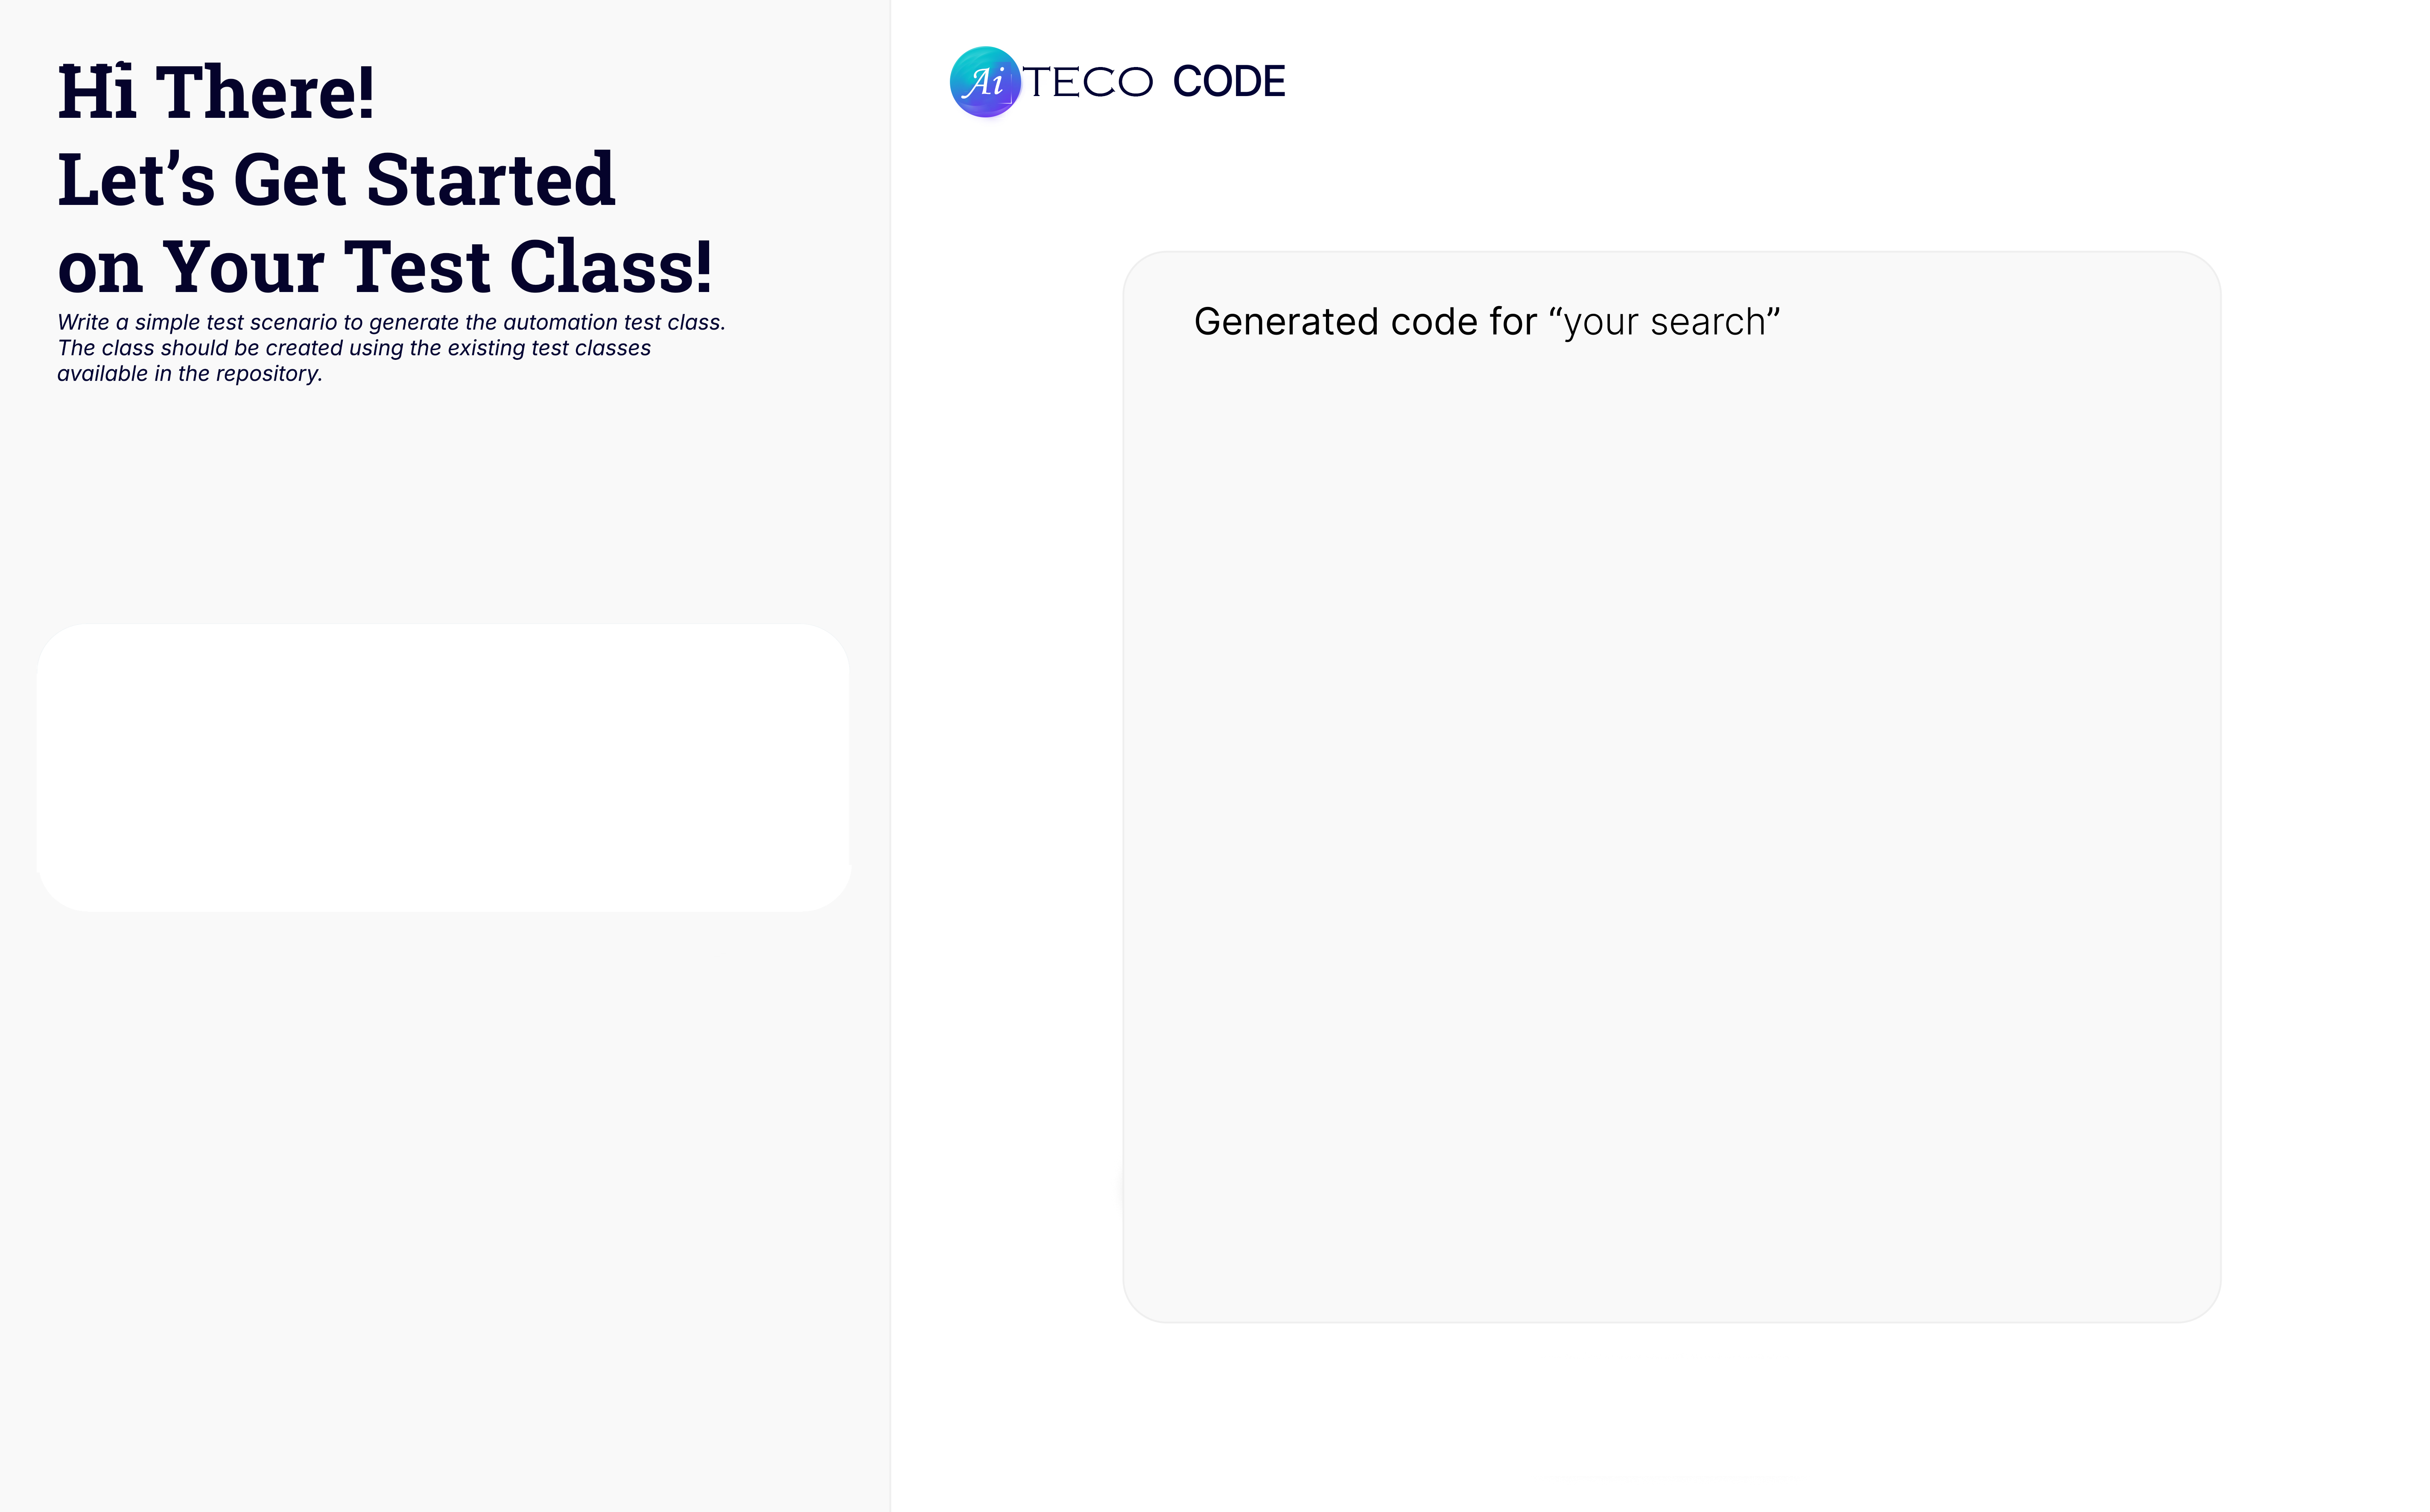 Hi There!
Let’s Get Started
on Your Test Class!
Write a simple test scenario to generate the automation test class.
The class should be created using the existing test classes
available in the repository.
Ai TECO CODE
Generated code for “your search”